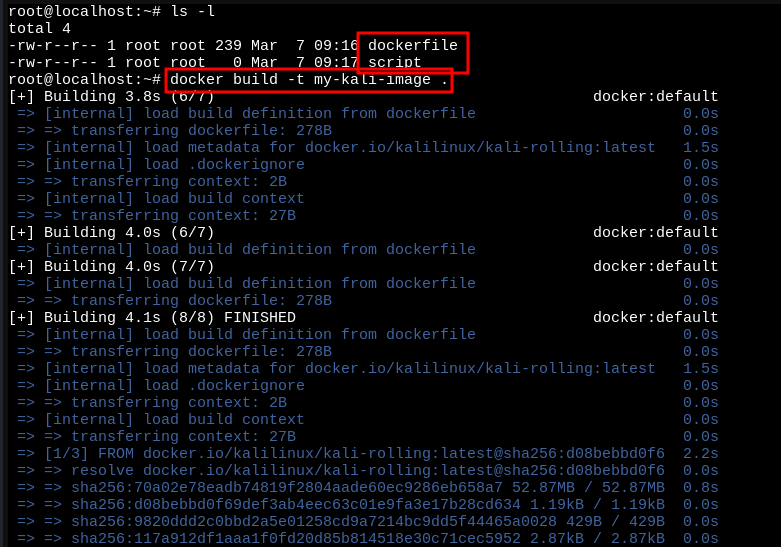 root@localhost:~# ls -l
total 4
-rw-r--r-- 1 root root 239 Mar  7 09:16 dockerfile
-rw-r--r-- 1 root root   0 Mar  7 09:17 script
root@localhost:~# docker build -t my-kali-image .
[+] Building 3.8s (6/7) docker:default
=> [internal] load build definition from dockerfile 0.0s
=> => transferring dockerfile: 278B 0.0s
=> [internal] load metadata for docker.io/kalilinux/kali-rolling:latest 1.5s
=> [internal] load .dockerignore 0.0s
=> => transferring context: 2B 0.0s
=> [internal] load build context 0.0s
=> => transferring context: 27B 0.0s
[+] Building 4.0s (6/7) docker:default
=> [internal] load build definition from dockerfile 0.0s
[+] Building 4.0s (7/7) docker:default
=> [internal] load build definition from dockerfile 0.0s
=> => transferring dockerfile: 278B 0.0s
[+] Building 4.1s (8/8) FINISHED docker:default
=> [internal] load build definition from dockerfile 0.0s
=> => transferring dockerfile: 278B 0.0s
=> [internal] load metadata for docker.io/kalilinux/kali-rolling:latest 1.5s
=> [internal] load .dockerignore 0.0s
=> => transferring context: 2B 0.0s
=> [internal] load build context 0.0s
=> => transferring context: 27B 0.0s
=> [1/3] FROM docker.io/kalilinux/kali-rolling:latest@sha256:d08bebbd0f6 2.2s
=> => resolve docker.io/kalilinux/kali-rolling:latest@sha256:d08bebbd0f6 0.0s
=> => sha256:70a02e78eadb74819f2804aade60ec9286eb658a7 52.87MB / 52.87MB 0.8s
=> => sha256:d08bebbd0f69def3ab4eec63c01e9fa3e17b28cd634 1.19kB / 1.19kB 0.0s
=> => sha256:9820ddd2c0bbd2a5e01258cd9a7214bc9dd5f44465a0028 429B / 429B 0.0s
=> => sha256:117a912df1aaa1f0fd20d85b814518e30c71cec5952 2.87kB / 2.87kB 0.0s